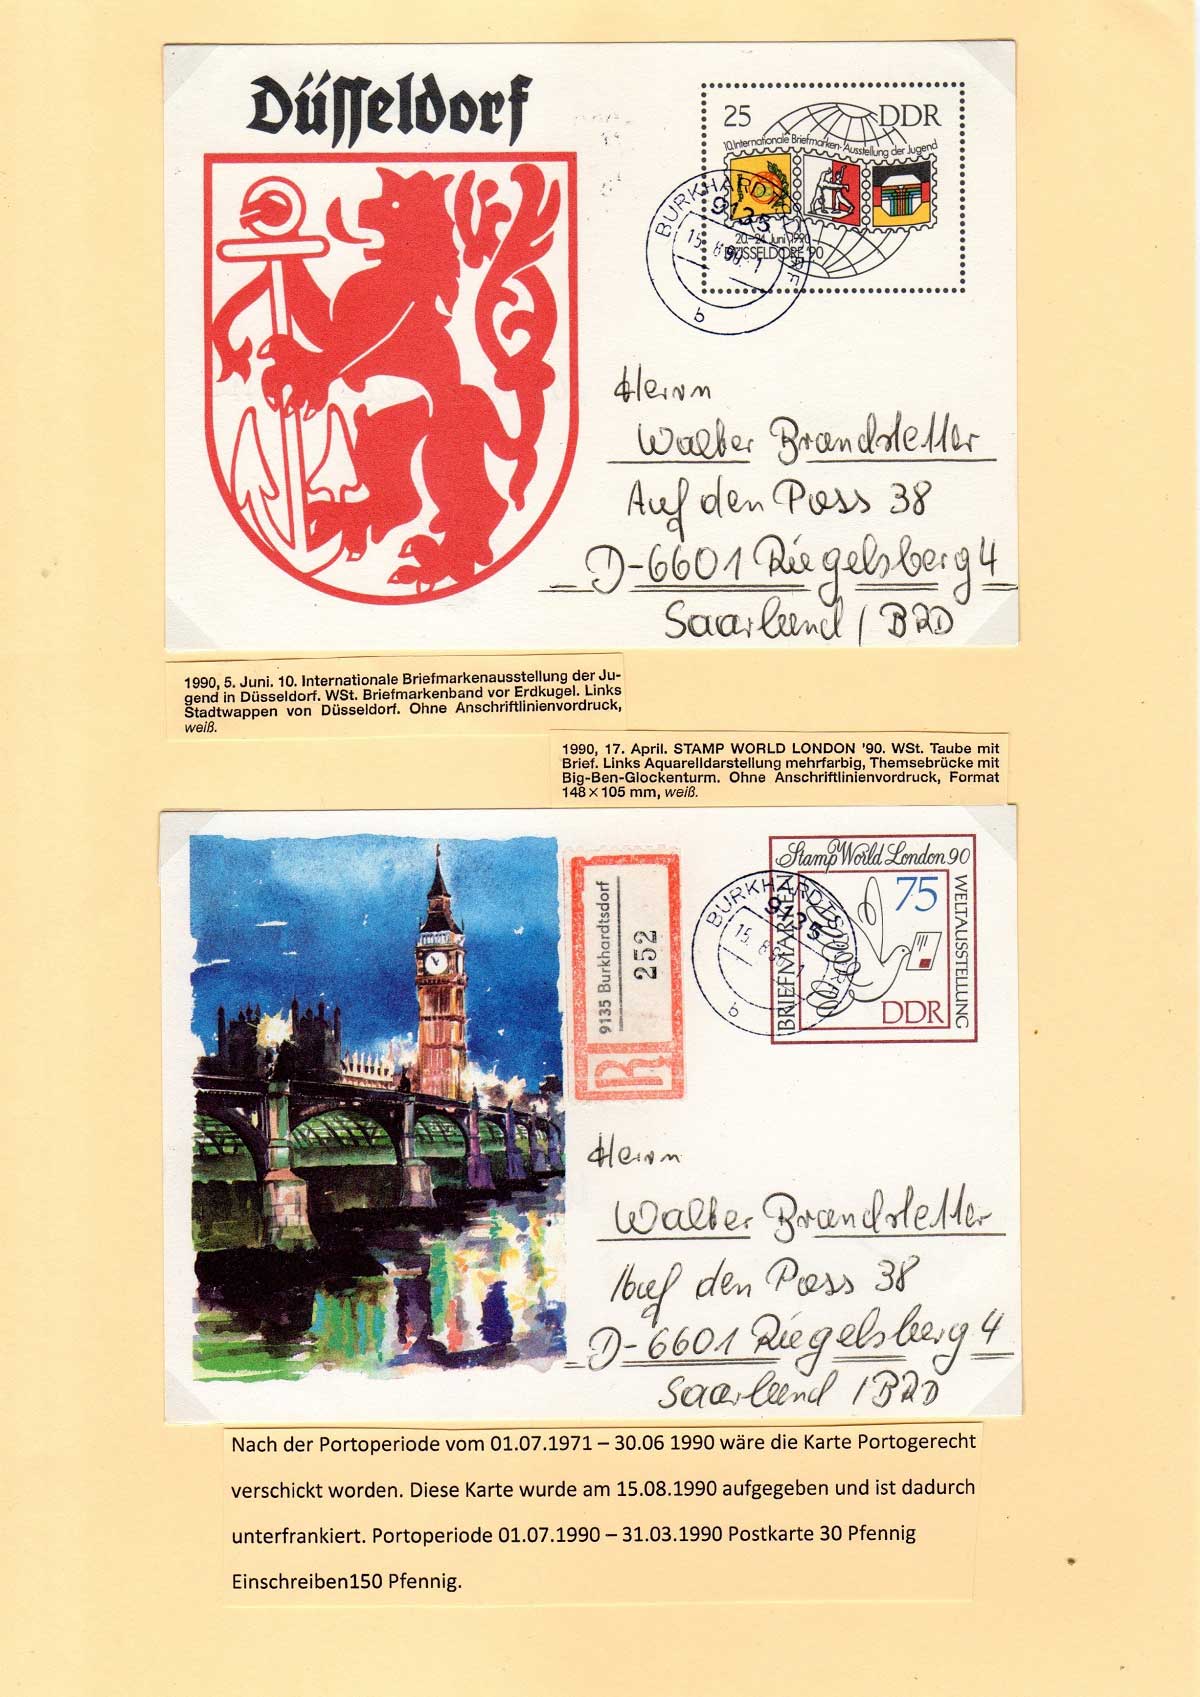 Düsseldorf
25 DDR
10. Internationale Briefmarken-Ausstellung der Jugend
20.-24. Juni 1990
DÜSSELDORF '90
BURKHARDTSDORF
9135
15. 8. 90. - 1
b
Herrn
Walter Brandstetter
Auf den Pass 38
D-6601 Riegelsberg 4
Saarland / BRD
1990, 5. Juni. 10. Internationale Briefmarkenausstellung der Ju-
gend in Düsseldorf. WSt. Briefmarkenband vor Erdkugel. Links
Stadtwappen von Düsseldorf. Ohne Anschriftlinienvordruck,
weiß.
1990, 17. April. STAMP WORLD LONDON '90. WSt. Taube mit
Brief. Links Aquarelldarstellung mehrfarbig, Themsebrücke mit
Big-Ben-Glockenturm. Ohne Anschriftlinienvordruck, Format
148 × 105 mm, weiß.
R
9135 Burkhardtsdorf
252
Stamp World London 90
BRIEFMARKEN
WELTAUSSTELLUNG
75
DDR
BURKHARDTSDORF
9135
15. 8. 90. - 1
b
Herrn
Walter Brandstetter
Auf den Pass 38
D-6601 Riegelsberg 4
Saarland / BRD
Nach der Portoperiode vom 01.07.1971 – 30.06 1990 wäre die Karte Portogerecht
verschickt worden. Diese Karte wurde am 15.08.1990 aufgegeben und ist dadurch
unterfrankiert. Portoperiode 01.07.1990 – 31.03.1990 Postkarte 30 Pfennig
Einschreiben150 Pfennig.